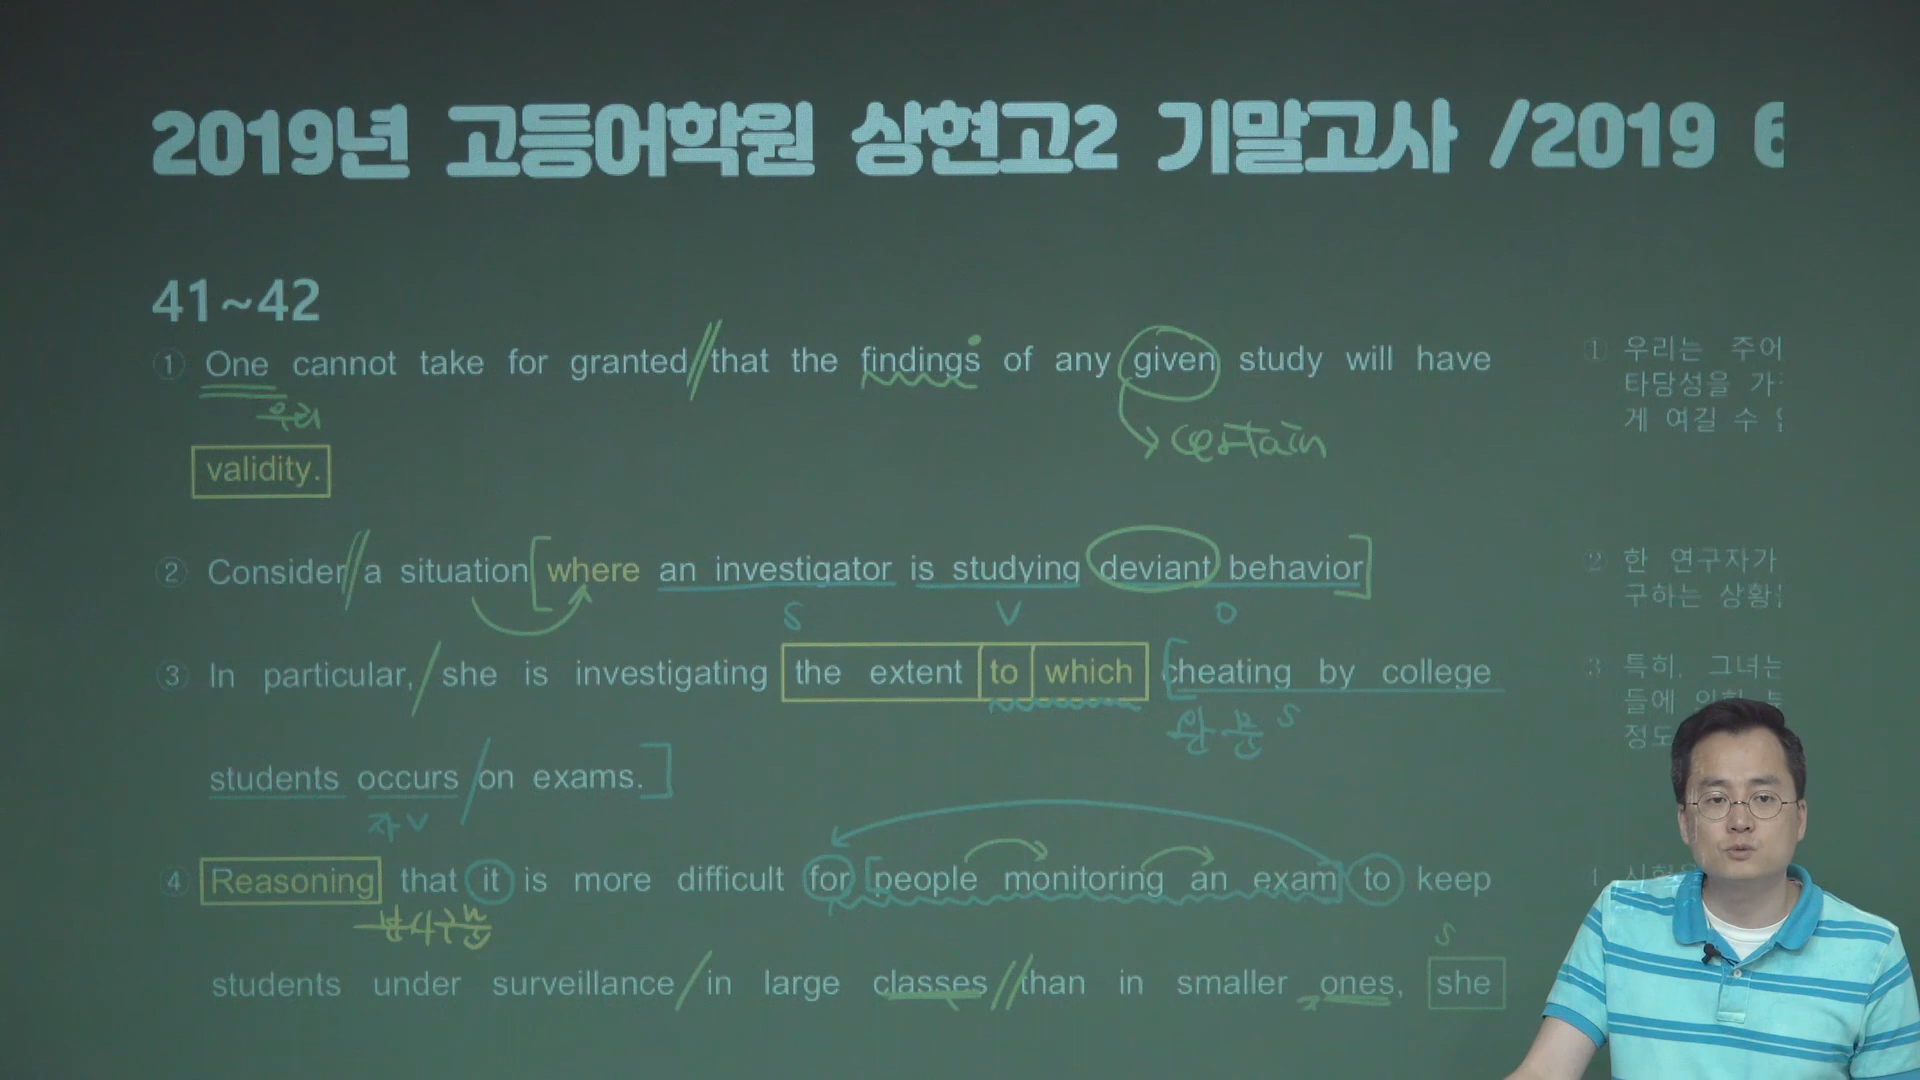 2019년 고등어학원 상현고2 기말고사 /2019 6
41~42
① One cannot take for granted that the findings of any given study will have
우리
certain
validity.
② Consider a situation where an investigator is studying deviant behavior
S V O
③ In particular, she is investigating the extent to which cheating by college
완 문 S
students occurs on exams.
자V
④ Reasoning that it is more difficult for people monitoring an exam to keep
분사구문
S
students under surveillance in large classes than in smaller ones, she
① 우리는 주어
타당성을 가
게 여길 수
② 한 연구자가
구하는 상황
3 특히, 그녀는
들에 의한
정도